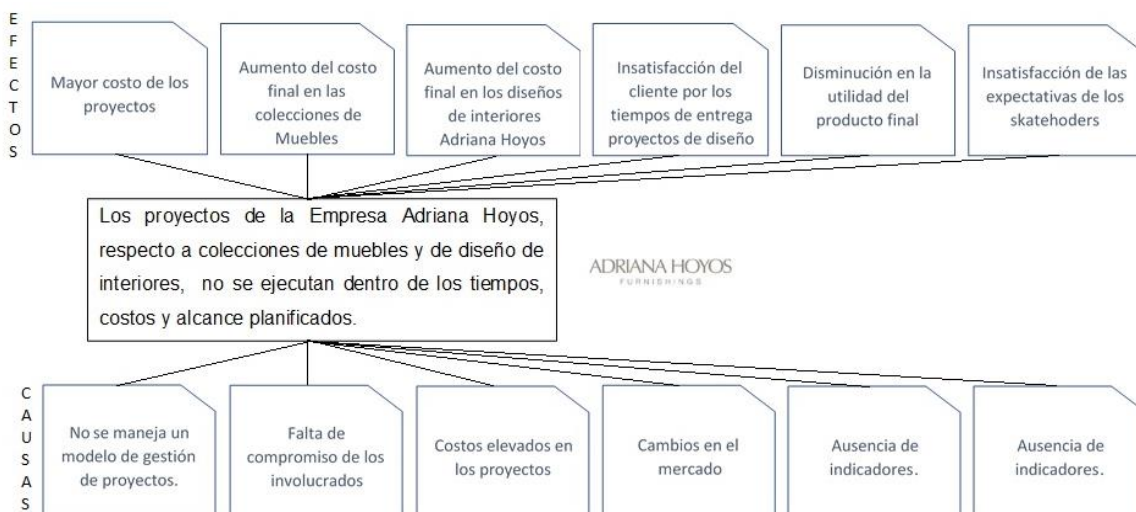 EFECTOS
Mayor costo de los
proyectos
Aumento del costo
final en las
colecciones de
Muebles
Aumento del costo
final en los diseños
de interiores
Adriana Hoyos
Insatisfacción del
cliente por los
tiempos de entrega
proyectos de diseño
Disminución en la
utilidad del
producto final
Insatisfacción de las
expectativas de los
skatehoders
Los proyectos de la Empresa Adriana Hoyos,
respecto a colecciones de muebles y de diseño de
interiores, no se ejecutan dentro de los tiempos,
costos y alcance planificados.
ADRIANA HOYOS
FURNISHINGS
CAUSAS
No se maneja un
modelo de gestión
de proyectos.
Falta de
compromiso de los
involucrados
Costos elevados en
los proyectos
Cambios en el
mercado
Ausencia de
indicadores.
Ausencia de
indicadores.